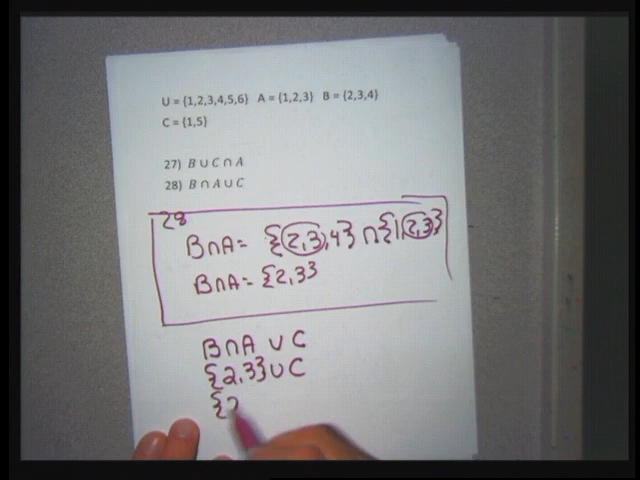 U = {1,2,3,4,5,6} A = {1,2,3} B = {2,3,4}
C = {1,5}
27) B ∪ C ∩ A
28) B ∩ A ∪ C
28
B∩A= {2,3,4} ∩ {1,2,3}
B∩A= {2,3}
B∩A ∪ C
{2,3} ∪ C
{2